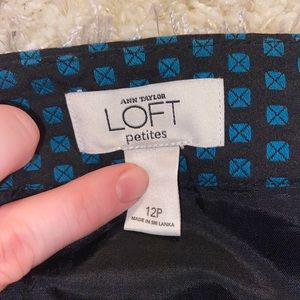 ANN TAYLOR
LOFT
petites
12P
MADE IN SRI LANKA